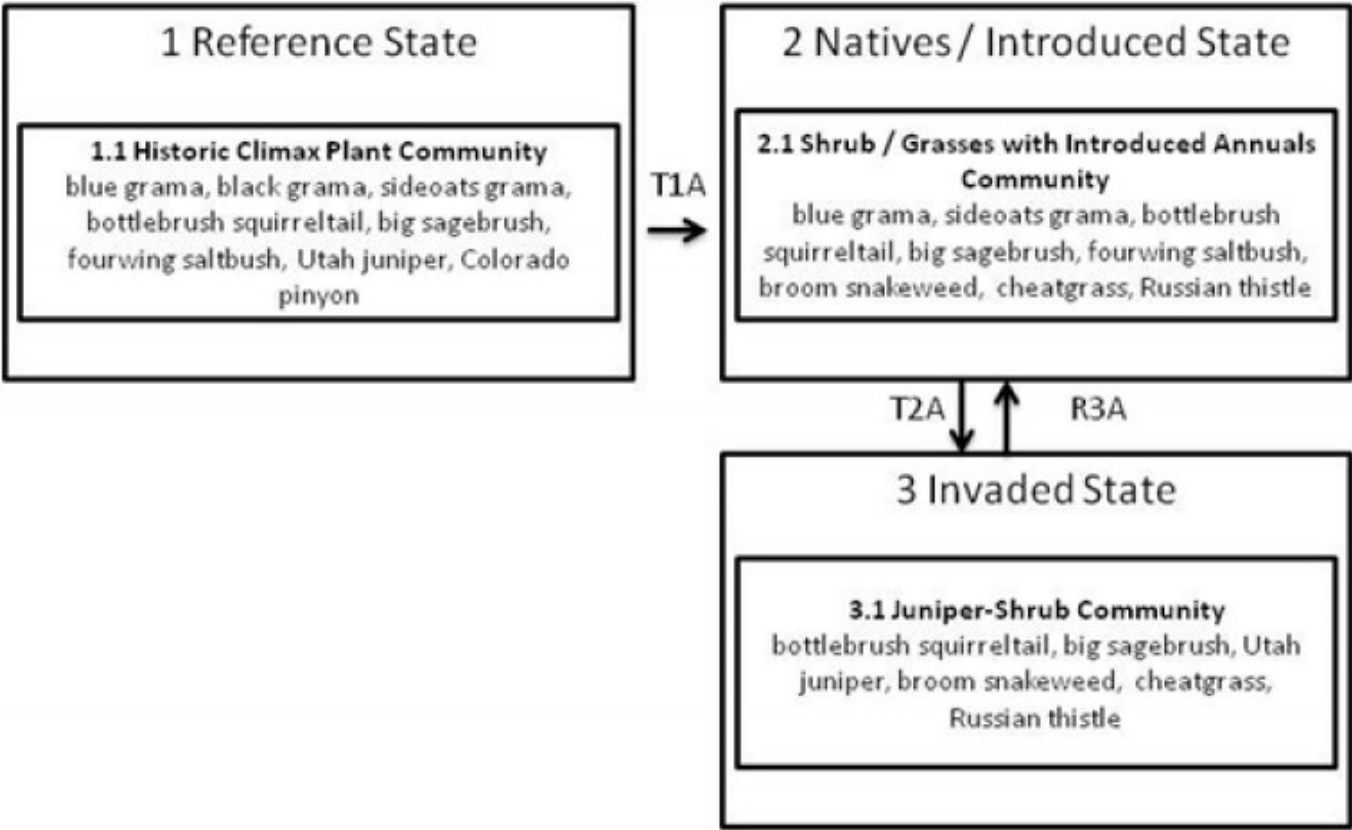 1 Reference State
1.1 Historic Climax Plant Community
blue grama, black grama, sideoats grama,
bottlebrush squirreltail, big sagebrush,
fourwing saltbush, Utah juniper, Colorado
pinyon
T1A
2 Natives / Introduced State
2.1 Shrub / Grasses with Introduced Annuals
Community
blue grama, sideoats grama, bottlebrush
squirreltail, big sagebrush, fourwing saltbush,
broom snakeweed, cheatgrass, Russian thistle
T2A
R3A
3 Invaded State
3.1 Juniper-Shrub Community
bottlebrush squirreltail, big sagebrush, Utah
juniper, broom snakeweed, cheatgrass,
Russian thistle